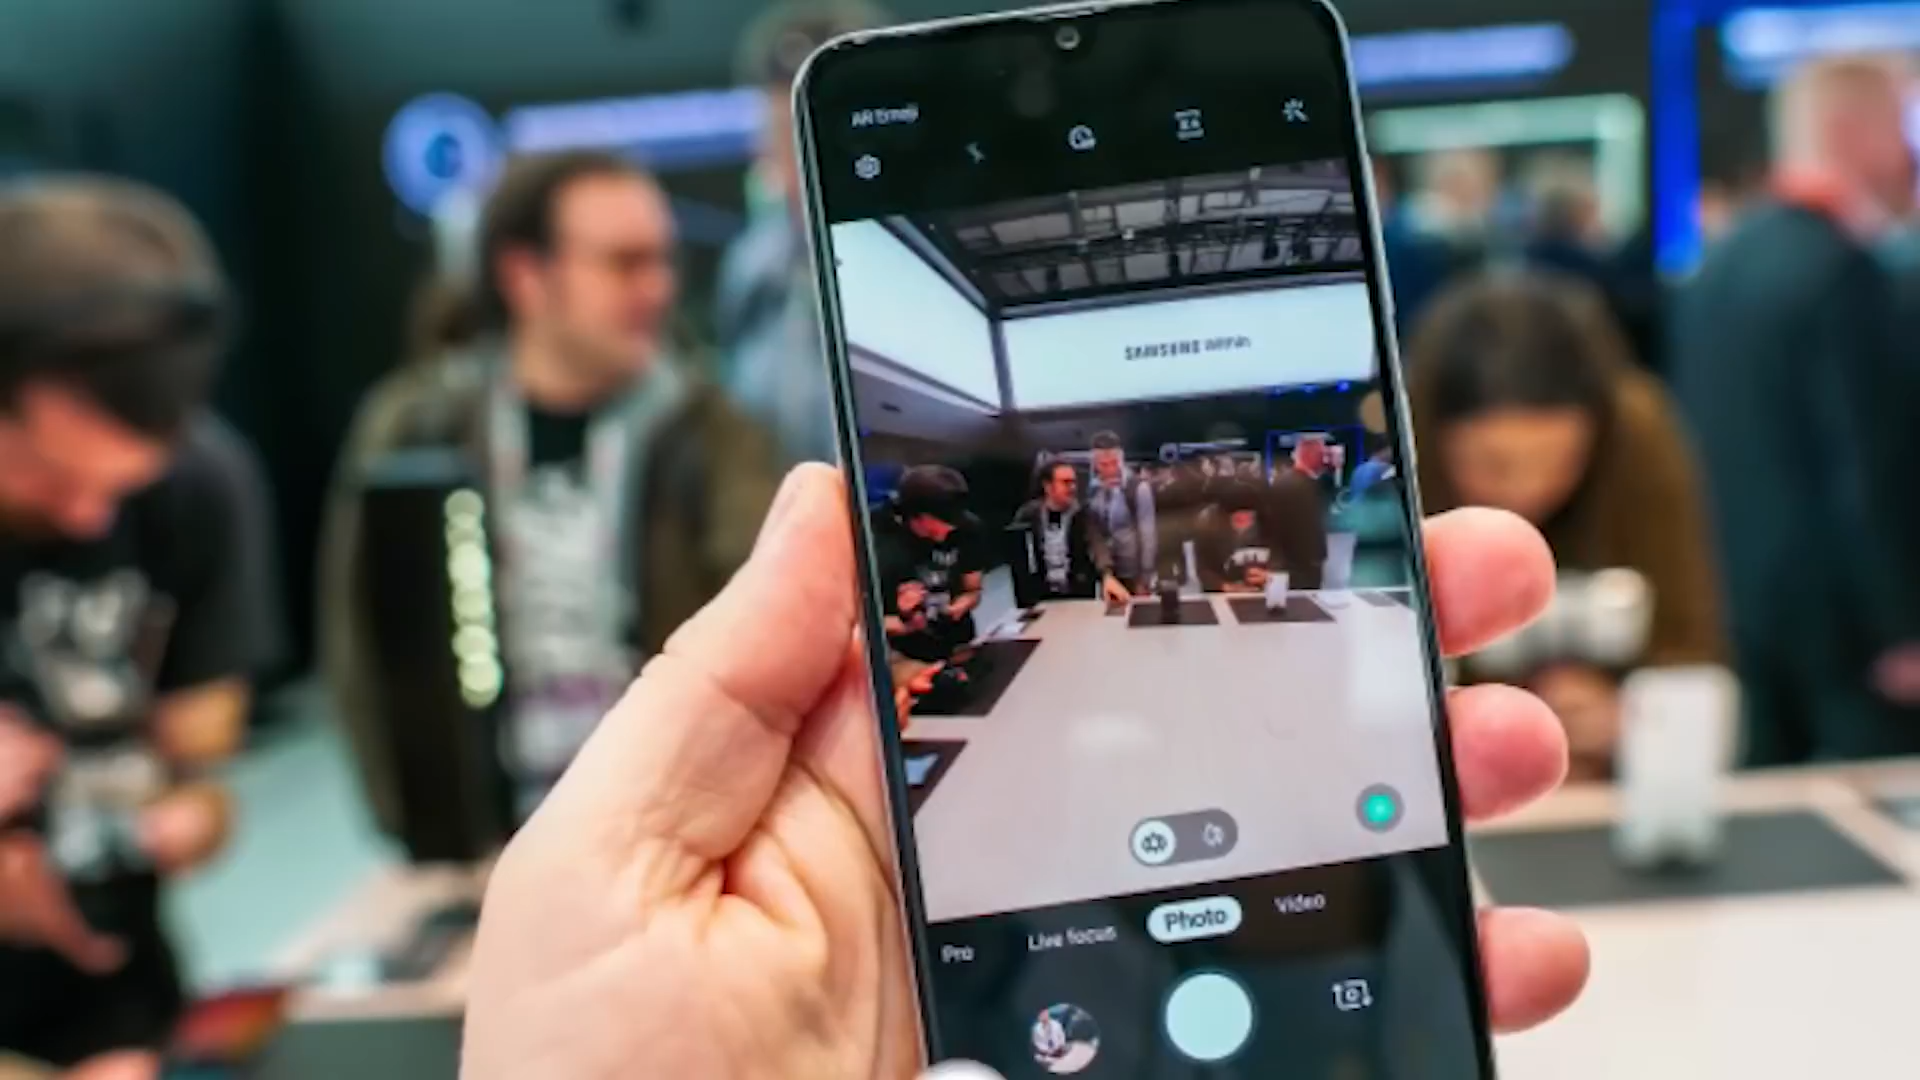 AR Emoji
SAMSUNG
Pro
Live focus
Photo
Video